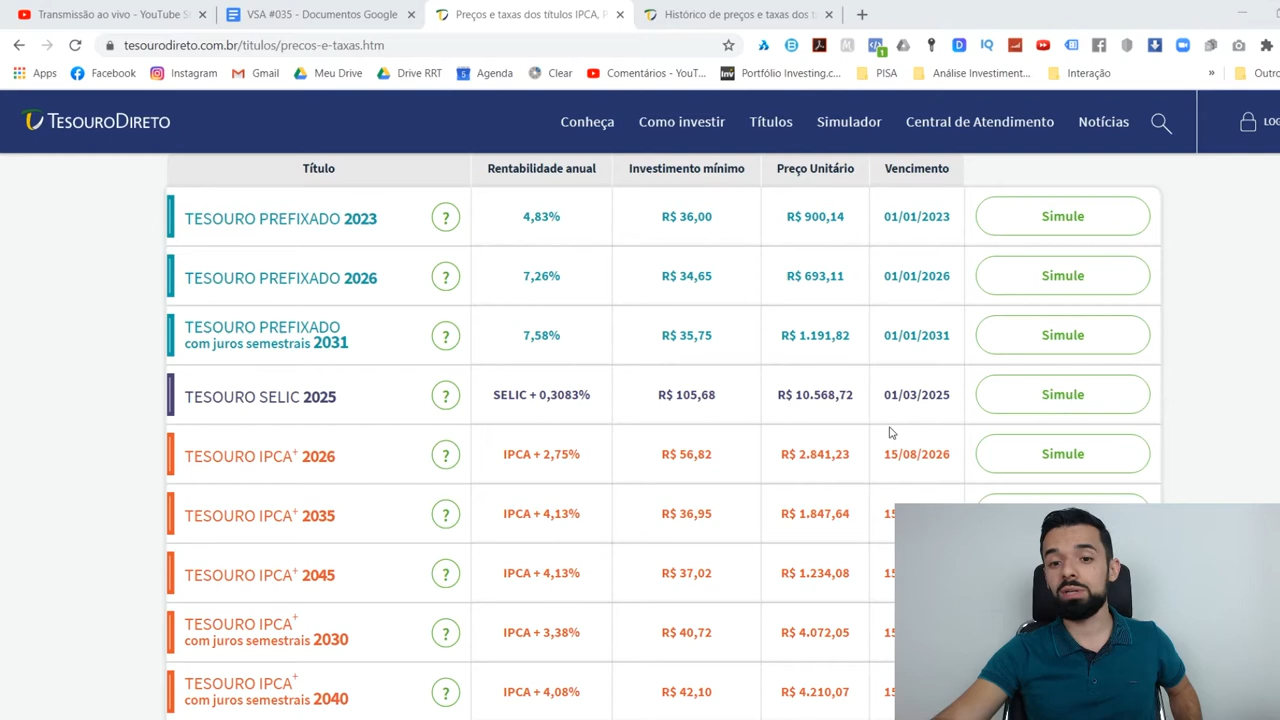 Transmissão ao vivo - YouTube S
VSA #035 - Documentos Google
Preços e taxas dos títulos IPCA, P
Histórico de preços e taxas dos t
tesourodireto.com.br/titulos/precos-e-taxas.htm
Apps
Facebook
Instagram
Gmail
Meu Drive
Drive RRT
Agenda
Clear
Comentários - YouT...
Portfólio Investing.c...
PISA
Análise Investiment...
Interação
»
Outro
TESOURODIRETO
Conheça
Como investir
Títulos
Simulador
Central de Atendimento
Notícias
LOG
Título Rentabilidade anual Investimento mínimo Preço Unitário Vencimento
TESOURO PREFIXADO 2023 ? 4,83% R$ 36,00 R$ 900,14 01/01/2023 Simule
TESOURO PREFIXADO 2026 ? 7,26% R$ 34,65 R$ 693,11 01/01/2026 Simule
TESOURO PREFIXADO
com juros semestrais 2031 ? 7,58% R$ 35,75 R$ 1.191,82 01/01/2031 Simule
TESOURO SELIC 2025 ? SELIC + 0,3083% R$ 105,68 R$ 10.568,72 01/03/2025 Simule
TESOURO IPCA+ 2026 ? IPCA + 2,75% R$ 56,82 R$ 2.841,23 15/08/2026 Simule
TESOURO IPCA+ 2035 ? IPCA + 4,13% R$ 36,95 R$ 1.847,64 15
TESOURO IPCA+ 2045 ? IPCA + 4,13% R$ 37,02 R$ 1.234,08 15
TESOURO IPCA+
com juros semestrais 2030 ? IPCA + 3,38% R$ 40,72 R$ 4.072,05 15
TESOURO IPCA+
com juros semestrais 2040 ? IPCA + 4,08% R$ 42,10 R$ 4.210,07 15